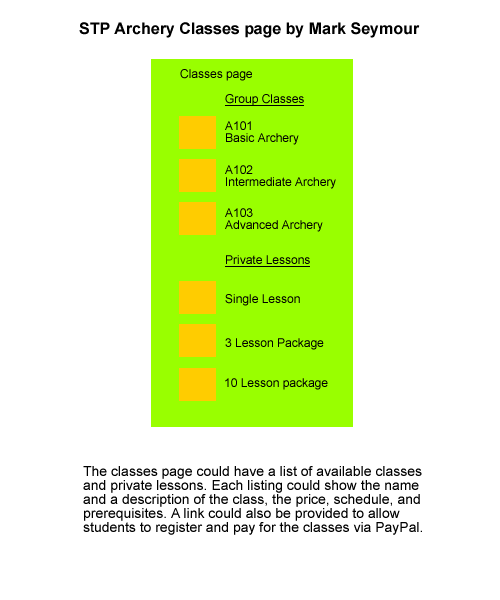 STP Archery Classes page by Mark Seymour
Classes page
Group Classes
A101
Basic Archery
A102
Intermediate Archery
A103
Advanced Archery
Private Lessons
Single Lesson
3 Lesson Package
10 Lesson package
The classes page could have a list of available classes
and private lessons. Each listing could show the name
and a description of the class, the price, schedule, and
prerequisites. A link could also be provided to allow
students to register and pay for the classes via PayPal.